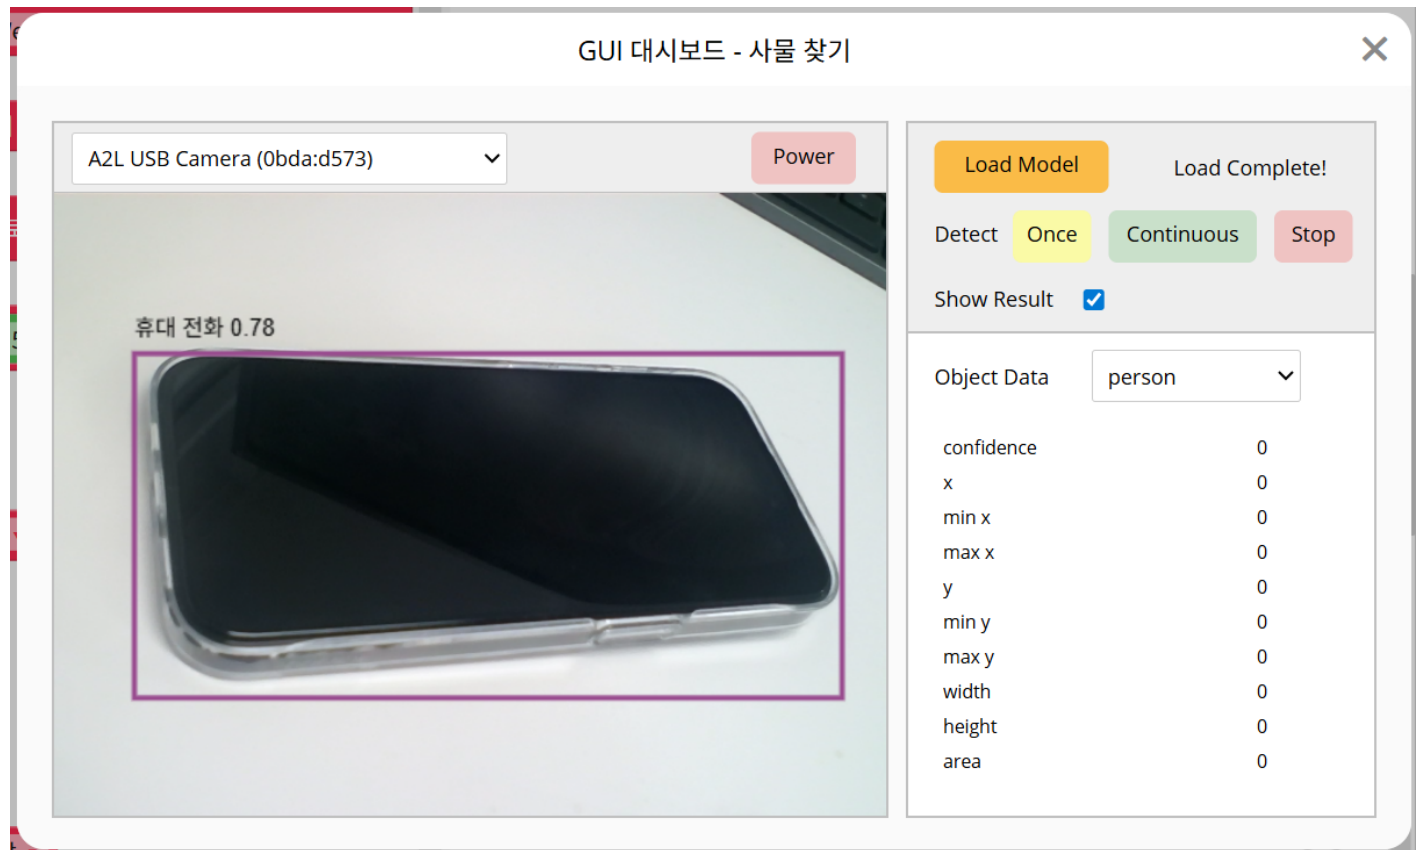 GUI 대시보드 - 사물 찾기
A2L USB Camera (0bda:d573)
Power
휴대 전화 0.78
Load Model
Load Complete!
Detect
Once
Continuous
Stop
Show Result
Object Data
person
confidence 0
x 0
min x 0
max x 0
y 0
min y 0
max y 0
width 0
height 0
area 0